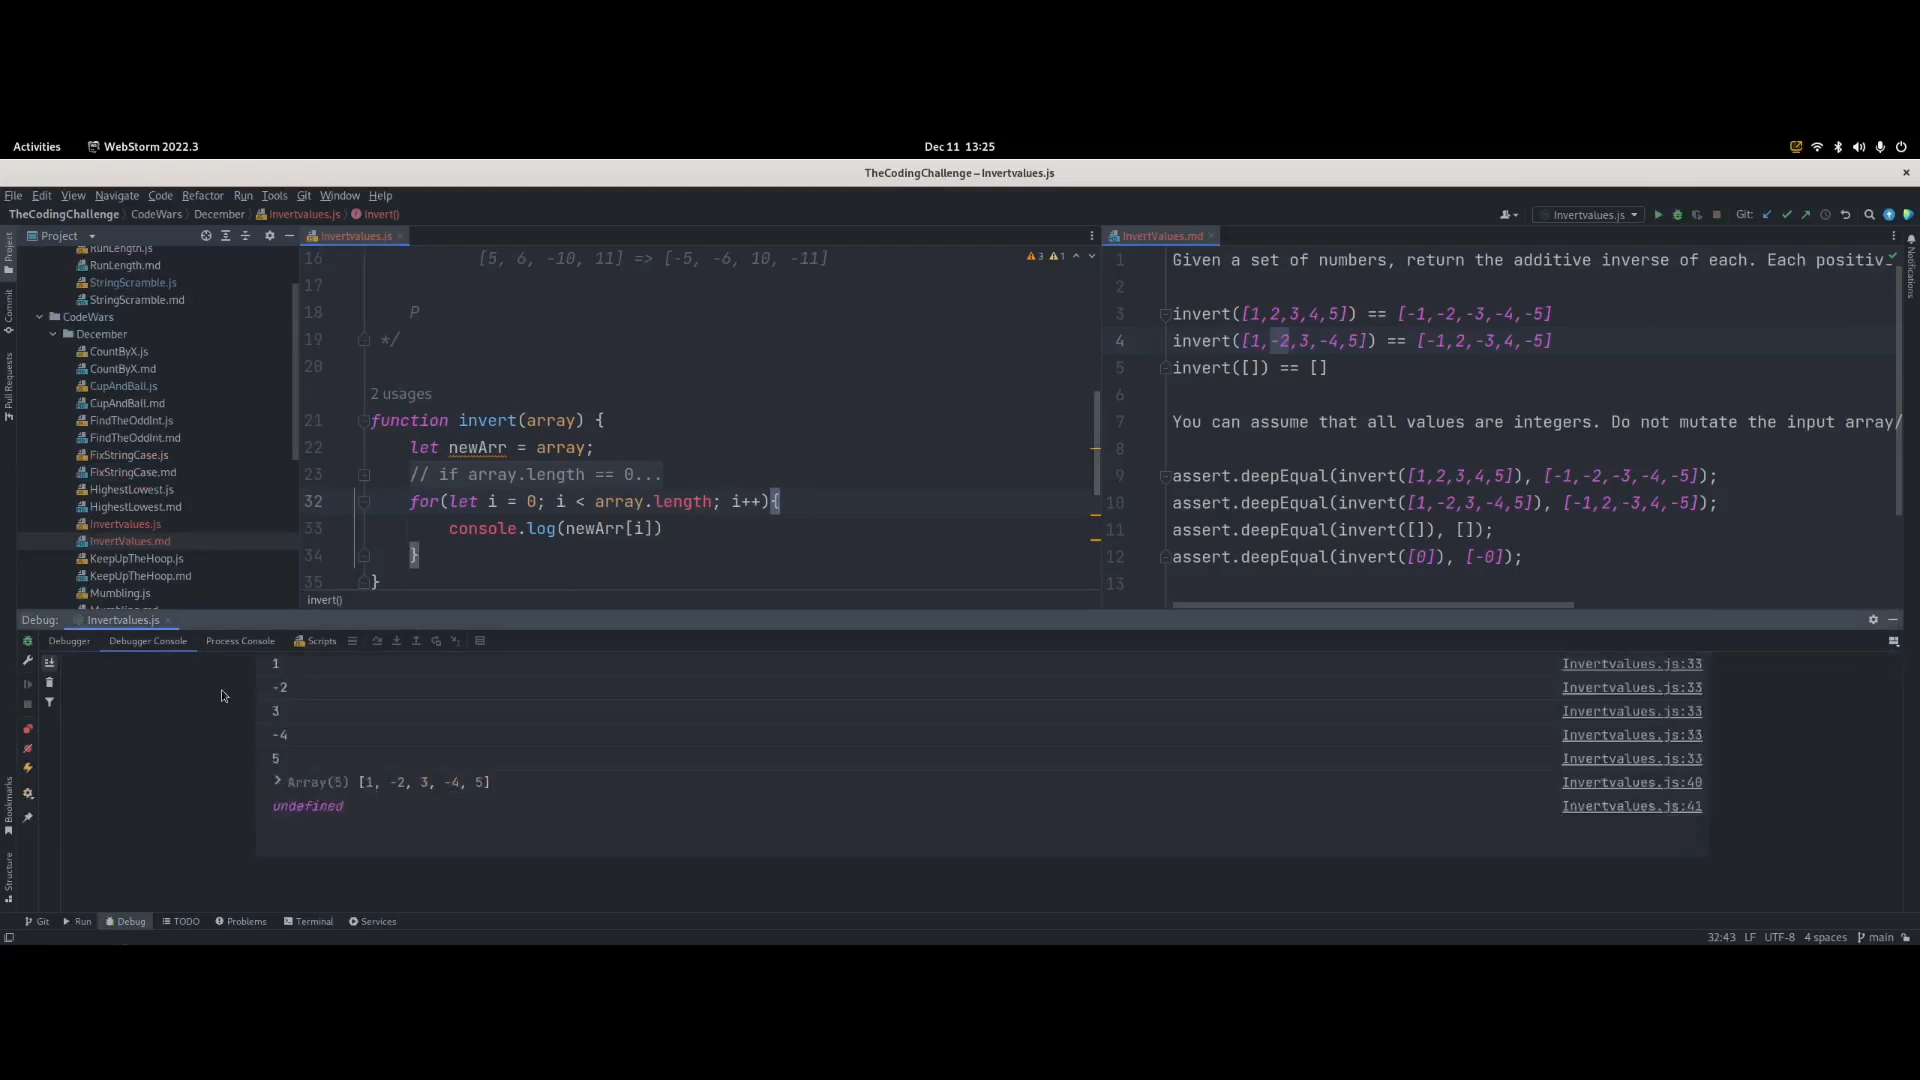 Activities WebStorm 2022.3 Dec 11 13:25
TheCodingChallenge – Invertvalues.js
File Edit View Navigate Code Refactor Run Tools Git Window Help
TheCodingChallenge CodeWars December Invertvalues.js invert() Invertvalues.js Git:
Project
RunLength.js
RunLength.md
StringScramble.js
StringScramble.md
CodeWars
December
CountByX.js
CountByX.md
CupAndBall.js
CupAndBall.md
FindTheOddInt.js
FindTheOddInt.md
FixStringCase.js
FixStringCase.md
HighestLowest.js
HighestLowest.md
Invertvalues.js
InvertValues.md
KeepUpTheHoop.js
KeepUpTheHoop.md
Mumbling.js
Mumbling.md
Project
Commit
Pull Requests
Bookmarks
Structure
Invertvalues.js
3 1
16 [5, 6, -10, 11] => [-5, -6, 10, -11]
17
18 P
19 */
20
2 usages
21 function invert(array) {
22 let newArr = array;
23 // if array.length == 0...
32 for(let i = 0; i < array.length; i++){
33 console.log(newArr[i])
34 }
35 }
invert()
InvertValues.md
1 Given a set of numbers, return the additive inverse of each. Each positiv
2
3 invert([1,2,3,4,5]) == [-1,-2,-3,-4,-5]
4 invert([1,-2,3,-4,5]) == [-1,2,-3,4,-5]
5 invert([]) == []
6
7 You can assume that all values are integers. Do not mutate the input array/
8
9 assert.deepEqual(invert([1,2,3,4,5]), [-1,-2,-3,-4,-5]);
10 assert.deepEqual(invert([1,-2,3,-4,5]), [-1,2,-3,4,-5]);
11 assert.deepEqual(invert([]), []);
12 assert.deepEqual(invert([0]), [-0]);
13
Notifications
Debug: Invertvalues.js
Debugger Debugger Console Process Console Scripts
1 Invertvalues.js:33
-2 Invertvalues.js:33
3 Invertvalues.js:33
-4 Invertvalues.js:33
5 Invertvalues.js:33
Array(5) [1, -2, 3, -4, 5] Invertvalues.js:40
undefined Invertvalues.js:41
Git Run Debug TODO Problems Terminal Services
32:43 LF UTF-8 4 spaces main